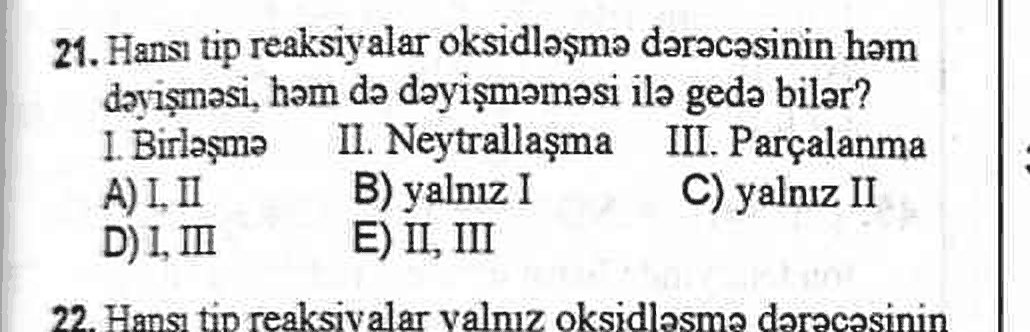 21. Hansı tip reaksiyalar oksidləşmə dərəcəsinin həm
dəyişməsi, həm də dəyişməməsi ilə gedə bilər?
I. Birləşmə II. Neytrallaşma III. Parçalanma
A) I, II B) yalnız I C) yalnız II
D) I, III E) II, III
22. Hansı tip reaksiyalar yalnız oksidləşmə dərəcəsinin